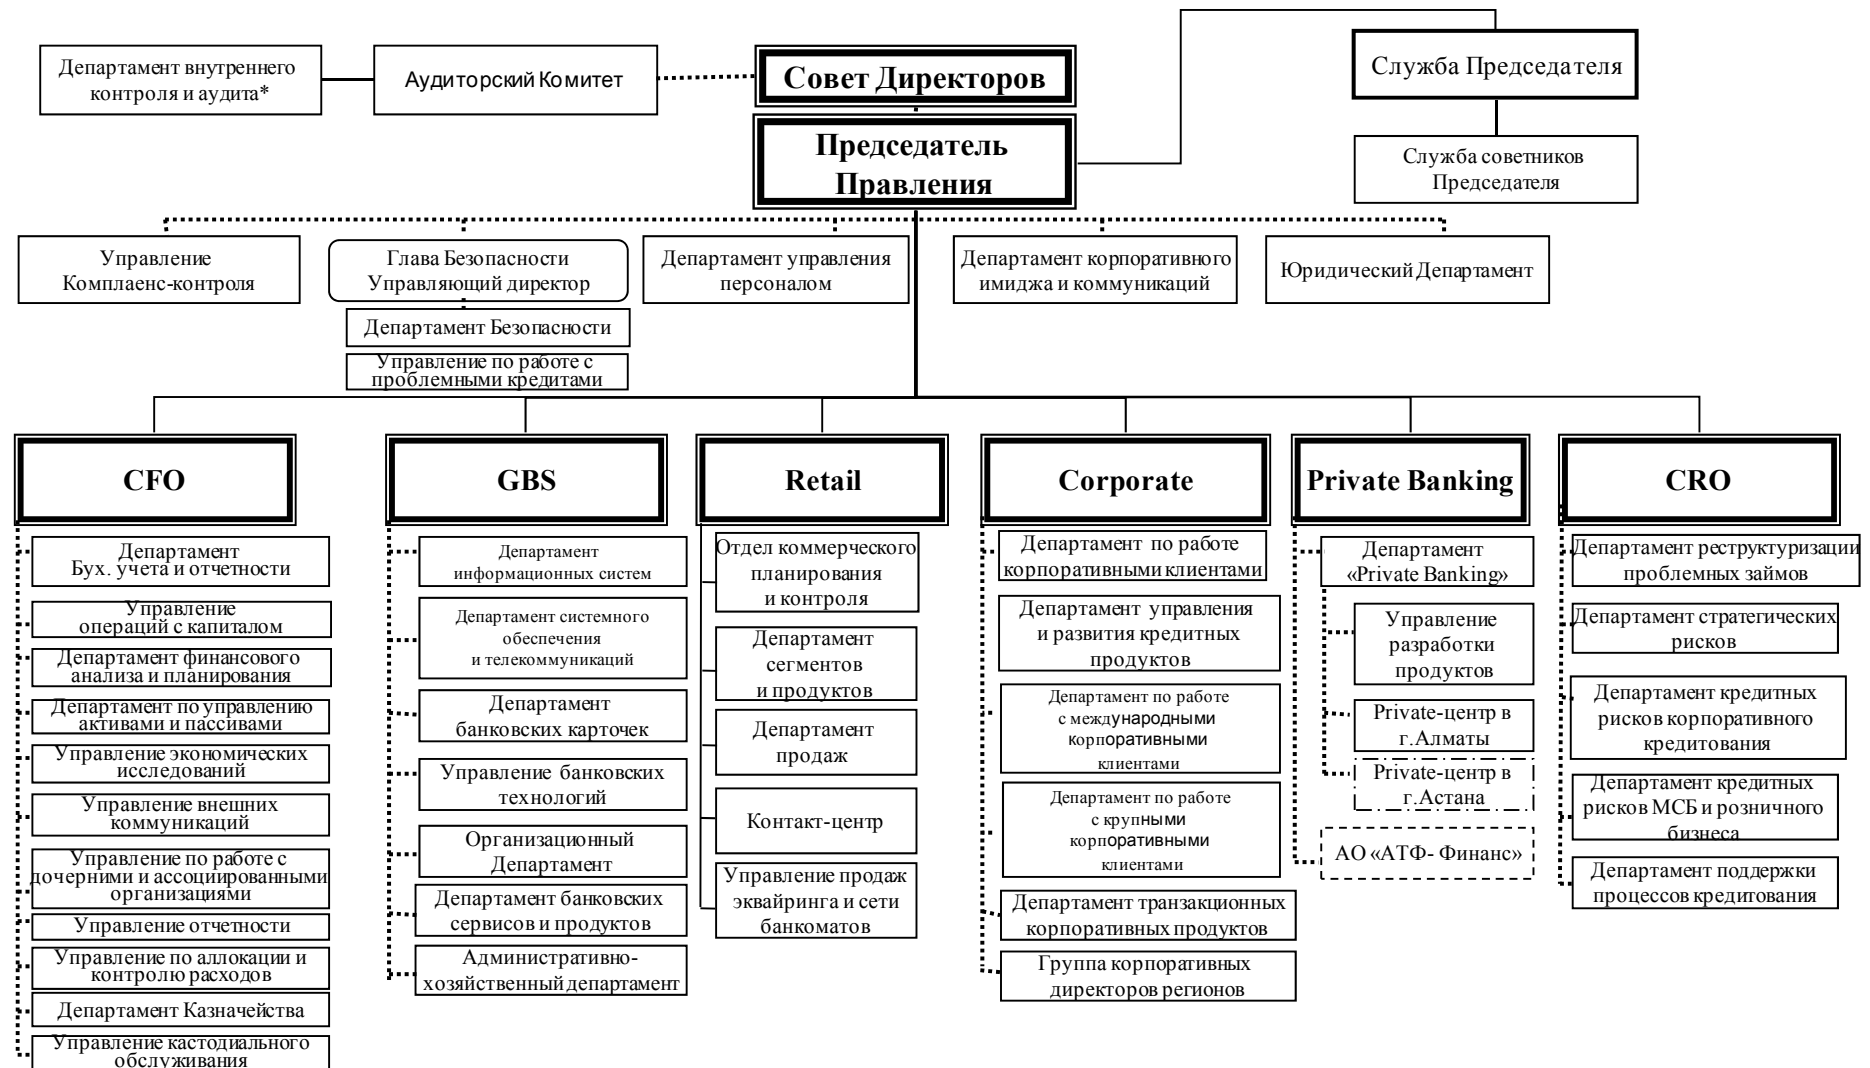 Департамент внутреннего
контроля и аудита*
Аудиторский Комитет
Совет Директоров
Служба Председателя
Председатель
Правления
Служба советников
Председателя
Управление
Комплаенс-контроля
Глава Безопасности
Управляющий директор
Департамент управления
персоналом
Департамент корпоративного
имиджа и коммуникаций
Юридический Департамент
Департамент Безопасности
Управление по работе с
проблемными кредитами
CFO
GBS
Retail
Corporate
Private Banking
CRO
Департамент
Бух. учета и отчетности
Управление
операций с капиталом
Департамент финансового
анализа и планирования
Департамент по управлению
активами и пассивами
Управление экономических
исследований
Управление внешних
коммуникаций
Управление по работе с
дочерними и ассоциированными
организациями
Управление отчетности
Управление по аллокации и
контролю расходов
Департамент Казначейства
Управление кастодиального
обслуживания
Департамент
информационных систем
Департамент системного
обеспечения
и телекоммуникаций
Департамент
банковских карточек
Управление банковских
технологий
Организационный
Департамент
Департамент банковских
сервисов и продуктов
Административно-
хозяйственный департамент
Отдел коммерческого
планирования
и контроля
Департамент
сегментов
и продуктов
Департамент
продаж
Контакт-центр
Управление продаж
эквайринга и сети
банкоматов
Департамент по работе
корпоративными клиентами
Департамент управления
и развития кредитных
продуктов
Департамент по работе
с международными
корпоративными
клиентами
Департамент по работе
с крупными
корпоративными
клиентами
Департамент транзакционных
корпоративных продуктов
Группа корпоративных
директоров регионов
Департамент
«Private Banking»
Управление
разработки
продуктов
Private-центр в
г.Алматы
Private-центр в
г.Астана
АО «АТФ- Финанс»
Департамент реструктуризации
проблемных займов
Департамент стратегических
рисков
Департамент кредитных
рисков корпоративного
кредитования
Департамент кредитных
рисков МСБ и розничного
бизнеса
Департамент поддержки
процессов кредитования